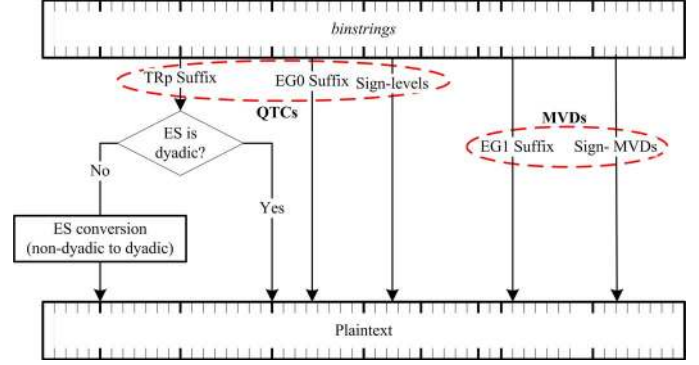 binstrings
TRp Suffix
EG0 Suffix
Sign-levels
QTCs
MVDs
ES is
dyadic?
EG1 Suffix
Sign- MVDs
No
Yes
ES conversion
(non-dyadic to dyadic)
Plaintext